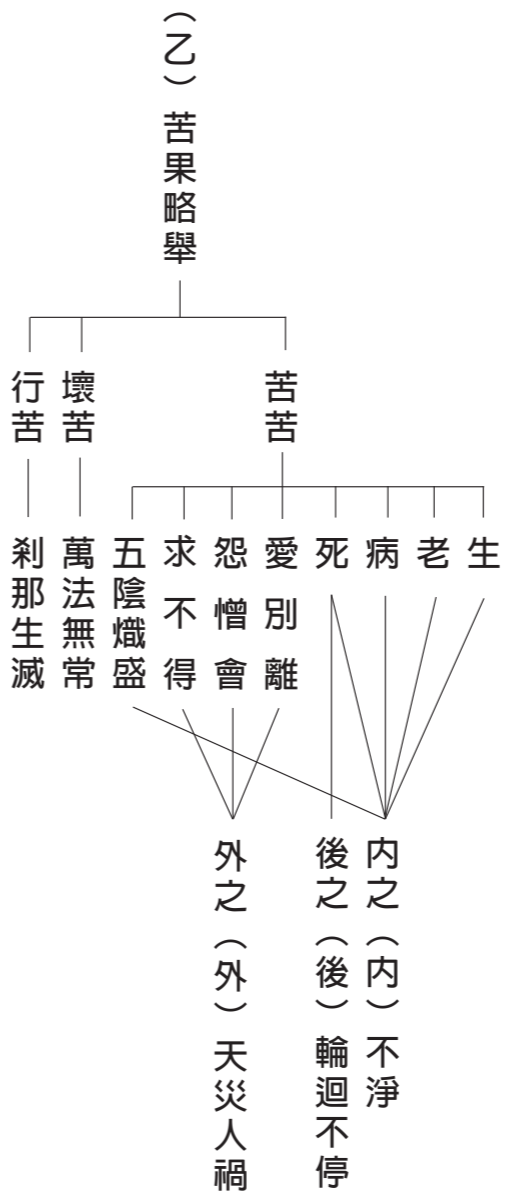 （乙）苦果略舉
苦苦
壞苦
行苦
生
老
病
死
愛別離
怨憎會
求不得
五陰熾盛
萬法無常
剎那生滅
内之（内）不淨
後之（後）輪迴不停
外之（外）天災人禍